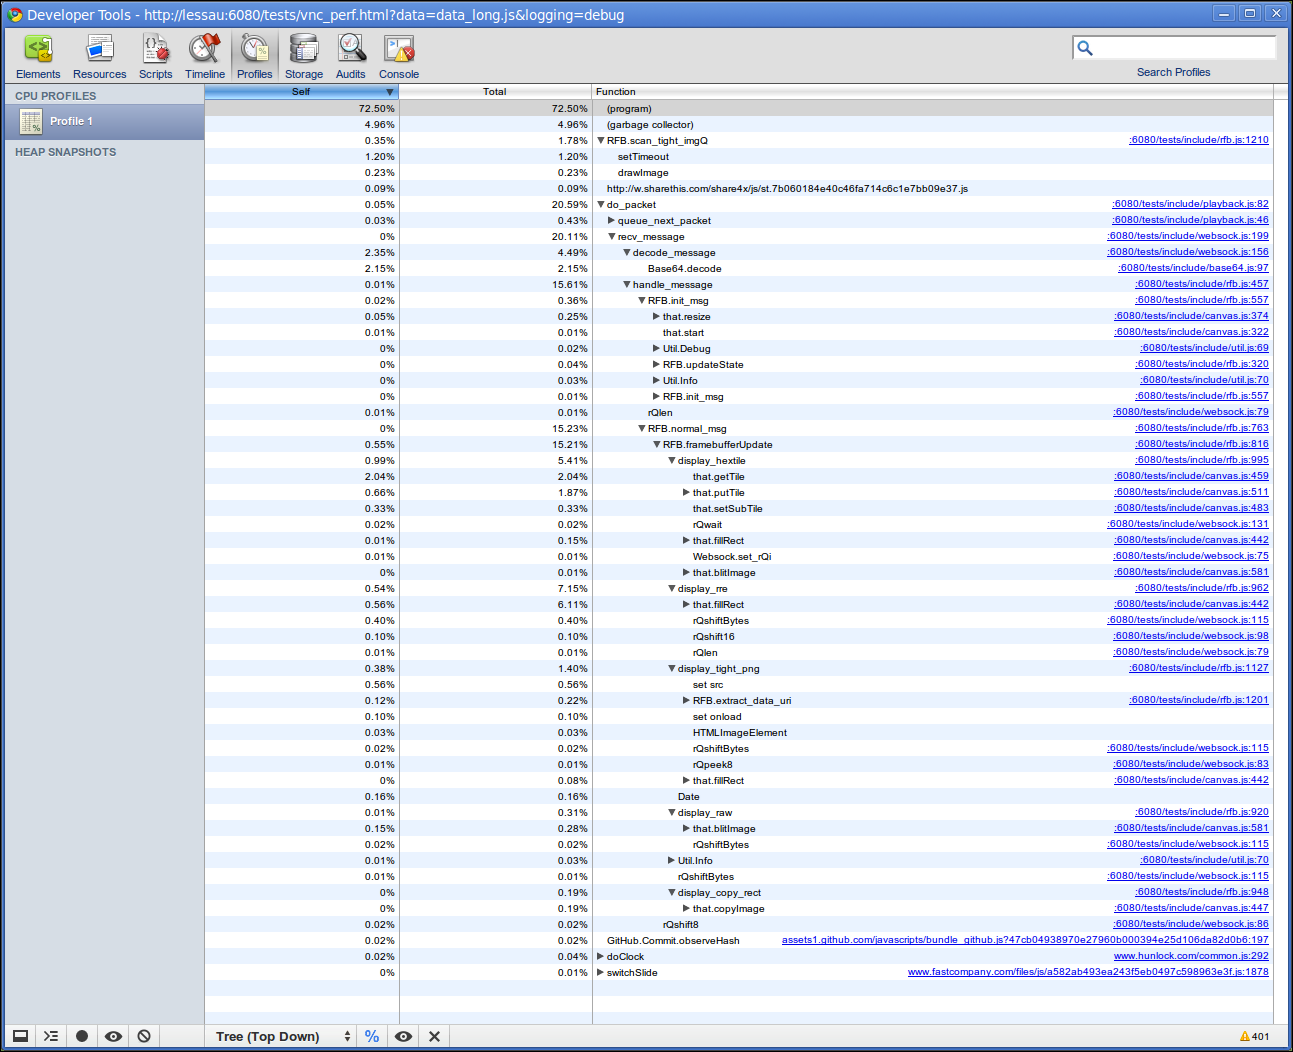 Developer Tools - http://lessau:6080/tests/vnc_perf.html?data=data_long.js&logging=debug
Elements Resources Scripts Timeline Profiles Storage Audits Console Search Profiles
CPU PROFILES
Profile 1
HEAP SNAPSHOTS
Self Total Function
72.50% 72.50% (program)
4.96% 4.96% (garbage collector)
0.35% 1.78% RFB.scan_tight_imgQ :6080/tests/include/rfb.js:1210
1.20% 1.20% setTimeout
0.23% 0.23% drawImage
0.09% 0.09% http://w.sharethis.com/share4x/js/st.7b060184e40c46fa714c6c1e7bb09e37.js
0.05% 20.59% do_packet :6080/tests/include/playback.js:82
0.03% 0.43% queue_next_packet :6080/tests/include/playback.js:46
0% 20.11% recv_message :6080/tests/include/websock.js:199
2.35% 4.49% decode_message :6080/tests/include/websock.js:156
2.15% 2.15% Base64.decode :6080/tests/include/base64.js:97
0.01% 15.61% handle_message :6080/tests/include/rfb.js:457
0.02% 0.36% RFB.init_msg :6080/tests/include/rfb.js:557
0.05% 0.25% that.resize :6080/tests/include/canvas.js:374
0.01% 0.01% that.start :6080/tests/include/canvas.js:322
0% 0.02% Util.Debug :6080/tests/include/util.js:69
0% 0.04% RFB.updateState :6080/tests/include/rfb.js:320
0% 0.03% Util.Info :6080/tests/include/util.js:70
0% 0.01% RFB.init_msg :6080/tests/include/rfb.js:557
0.01% 0.01% rQlen :6080/tests/include/websock.js:79
0% 15.23% RFB.normal_msg :6080/tests/include/rfb.js:763
0.55% 15.21% RFB.framebufferUpdate :6080/tests/include/rfb.js:816
0.99% 5.41% display_hextile :6080/tests/include/rfb.js:995
2.04% 2.04% that.getTile :6080/tests/include/canvas.js:459
0.66% 1.87% that.putTile :6080/tests/include/canvas.js:511
0.33% 0.33% that.setSubTile :6080/tests/include/canvas.js:483
0.02% 0.02% rQwait :6080/tests/include/websock.js:131
0.01% 0.15% that.fillRect :6080/tests/include/canvas.js:442
0.01% 0.01% Websock.set_rQi :6080/tests/include/websock.js:75
0% 0.01% that.blitImage :6080/tests/include/canvas.js:581
0.54% 7.15% display_rre :6080/tests/include/rfb.js:962
0.56% 6.11% that.fillRect :6080/tests/include/canvas.js:442
0.40% 0.40% rQshiftBytes :6080/tests/include/websock.js:115
0.10% 0.10% rQshift16 :6080/tests/include/websock.js:98
0.01% 0.01% rQlen :6080/tests/include/websock.js:79
0.38% 1.40% display_tight_png :6080/tests/include/rfb.js:1127
0.56% 0.56% set src
0.12% 0.22% RFB.extract_data_uri :6080/tests/include/rfb.js:1201
0.10% 0.10% set onload
0.03% 0.03% HTMLImageElement
0.02% 0.02% rQshiftBytes :6080/tests/include/websock.js:115
0.01% 0.01% rQpeek8 :6080/tests/include/websock.js:83
0% 0.08% that.fillRect :6080/tests/include/canvas.js:442
0.16% 0.16% Date
0.01% 0.31% display_raw :6080/tests/include/rfb.js:920
0.15% 0.28% that.blitImage :6080/tests/include/canvas.js:581
0.02% 0.02% rQshiftBytes :6080/tests/include/websock.js:115
0.01% 0.03% Util.Info :6080/tests/include/util.js:70
0.01% 0.01% rQshiftBytes :6080/tests/include/websock.js:115
0% 0.19% display_copy_rect :6080/tests/include/rfb.js:948
0% 0.19% that.copyImage :6080/tests/include/canvas.js:447
0.02% 0.02% rQshift8 :6080/tests/include/websock.js:86
0.02% 0.02% GitHub.Commit.observeHash assets1.github.com/javascripts/bundle_github.js?47cb04938970e27960b000394e25d106da82d0b6:197
0.02% 0.04% doClock www.hunlock.com/common.js:292
0% 0.01% switchSlide www.fastcompany.com/files/js/a582ab493ea243f5eb0497c598963e3f.js:1878
Tree (Top Down) % 401